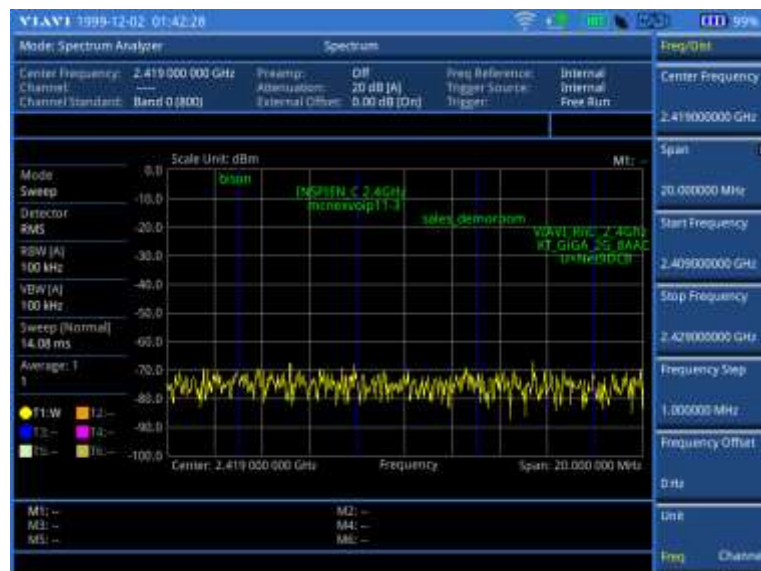 VIAVI 1999-12-02 01:42:28
99%
Mode: Spectrum Analyzer
Spectrum
Center Frequency: 2.419 000 000 GHz
Channel: ----
Channel Standard: Band 0 (800)
Preamp: Off
Attenuation: 20 dB [A]
External Offset: 0.00 dB [On]
Freq Reference: Internal
Trigger Source: Internal
Trigger: Free Run
Mode
Sweep
Detector
RMS
RBW [A]
100 kHz
VBW [A]
100 kHz
Sweep [Normal]
14.08 ms
Average: 1
1
T1:W
T2:--
T3:--
T4:--
T5:--
T6:--
Scale Unit: dBm
M1: --
0.0
-10.0
-20.0
-30.0
-40.0
-50.0
-60.0
-70.0
-80.0
-90.0
-100.0
bison
mcnexvoip11-3
sales_demoroom
Center: 2.419 000 000 GHz
Frequency
Span: 20.000 000 MHz
M1: --
M2: --
M3: --
M4: --
M5: --
M6: --
Freq/Dist
Center Frequency
2.419000000 GHz
Span
20.000000 MHz
Start Frequency
2.409000000 GHz
Stop Frequency
2.429000000 GHz
Frequency Step
1.000000 MHz
Frequency Offset
0 Hz
Unit
Freq
Channel